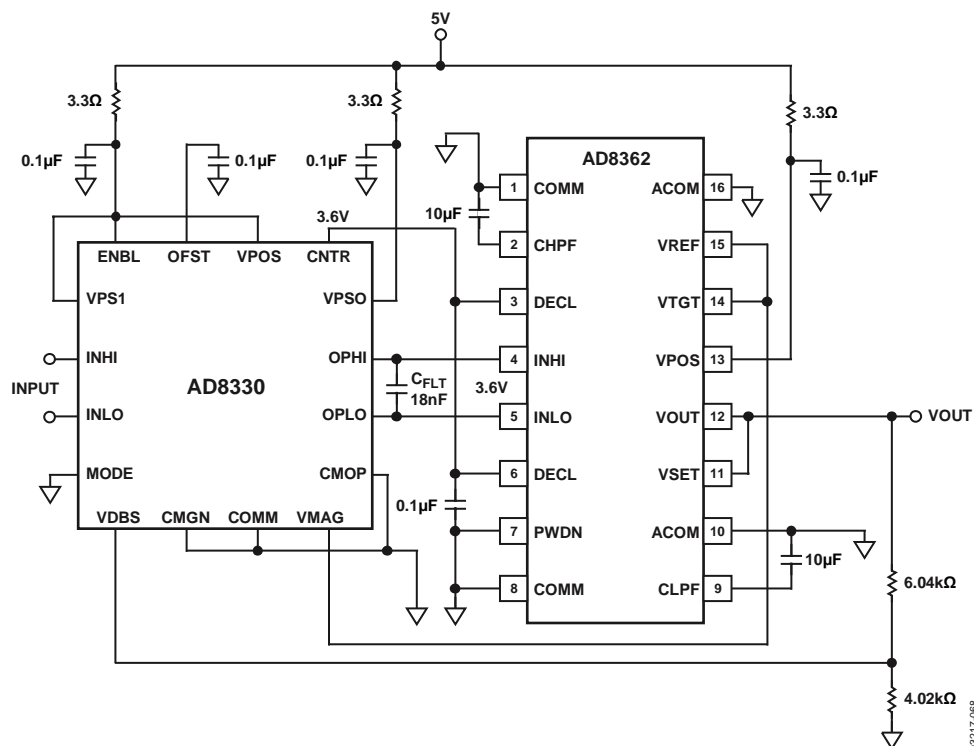 5V
3.3Ω
3.3Ω
3.3Ω
0.1µF
0.1µF
0.1µF
0.1µF
AD8362
1 COMM
ACOM 16
10µF
3.6V
2 CHPF
VREF 15
ENBL OFST VPOS CNTR
VPS1
VPSO
3 DECL
VTGT 14
INHI
OPHI
4 INHI
VPOS 13
INPUT
AD8330
CFLT
18nF
3.6V
INLO
OPLO
5 INLO
VOUT 12
VOUT
MODE
CMOP
6 DECL
VSET 11
0.1µF
VDBS CMGN COMM VMAG
7 PWDN
ACOM 10
10µF
8 COMM
CLPF 9
6.04kΩ
4.02kΩ